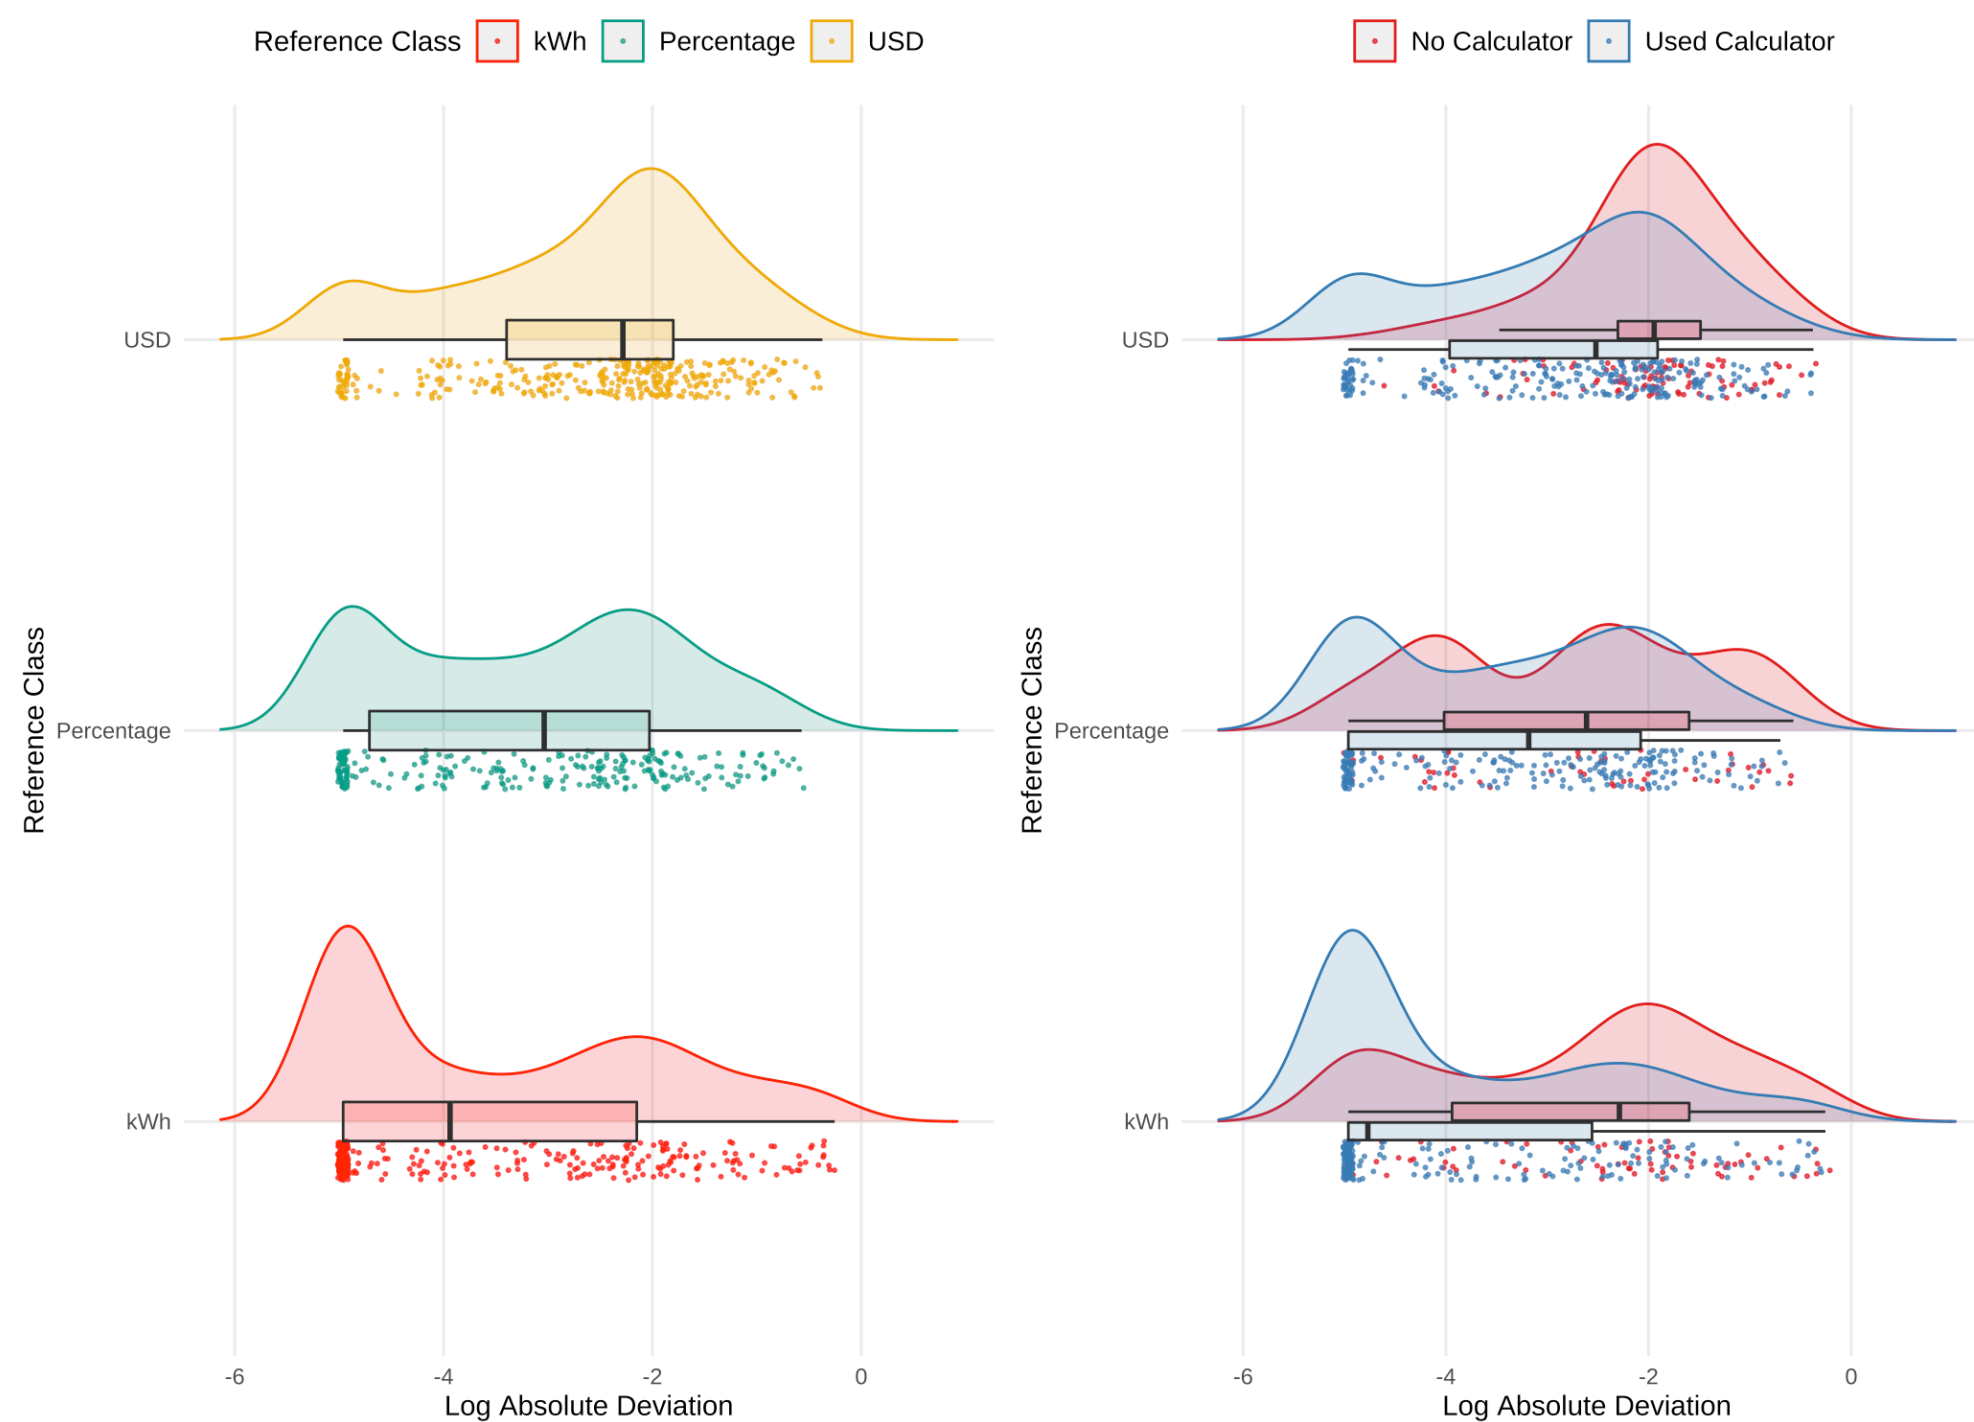 Reference Class kWh Percentage USD
No Calculator Used Calculator
USD
Percentage
kWh
Reference Class
-6 -4 -2 0
Log Absolute Deviation
USD
Percentage
kWh
Reference Class
-6 -4 -2 0
Log Absolute Deviation